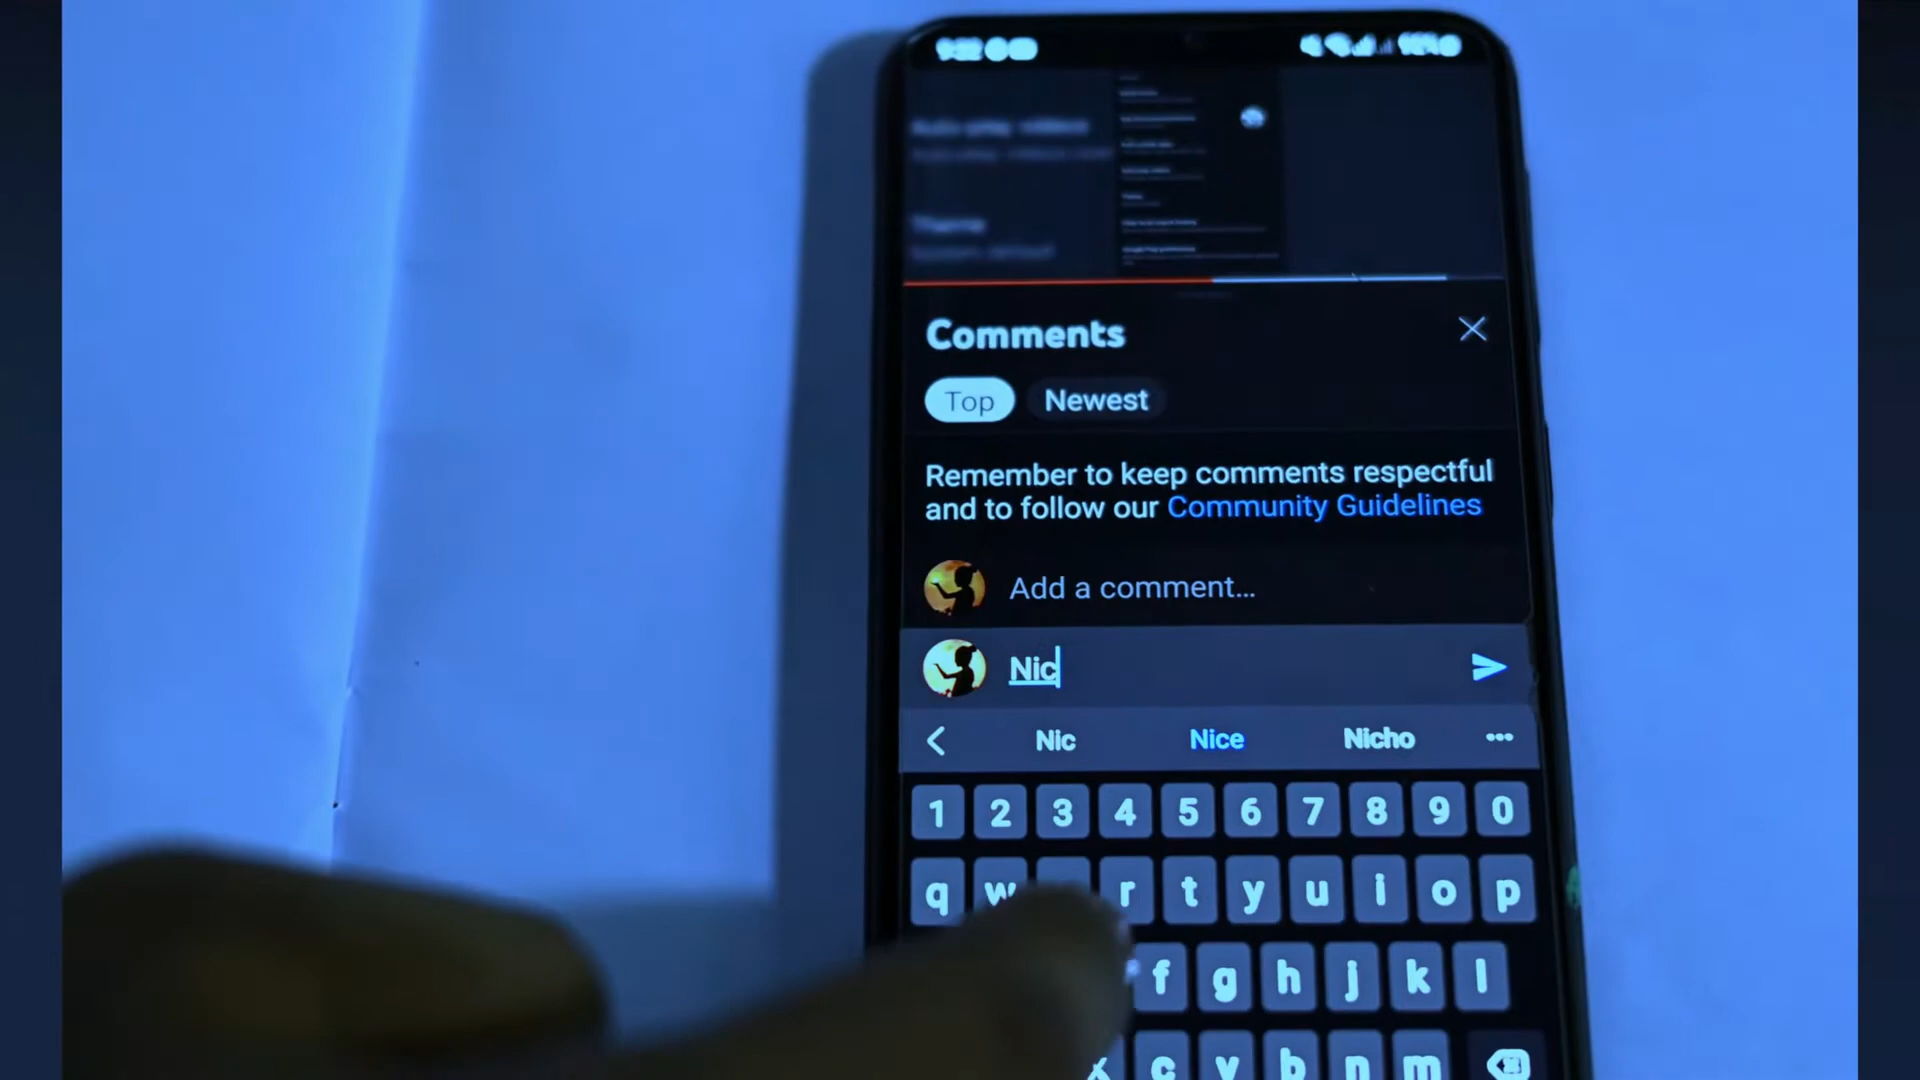 Theme
Comments
Top Newest
Remember to keep comments respectful
and to follow our Community Guidelines
Add a comment...
Nic
Nic Nice Nicho
1 2 3 4 5 6 7 8 9 0
q w r t y u i o p
f g h j k l
x c v b n m